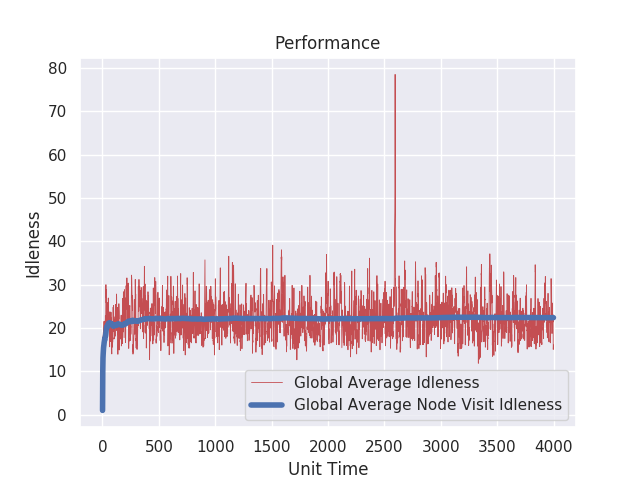 Performance
80
70
60
50
40
30
20
10
0
Idleness
Global Average Idleness
Global Average Node Visit Idleness
0 500 1000 1500 2000 2500 3000 3500 4000
Unit Time